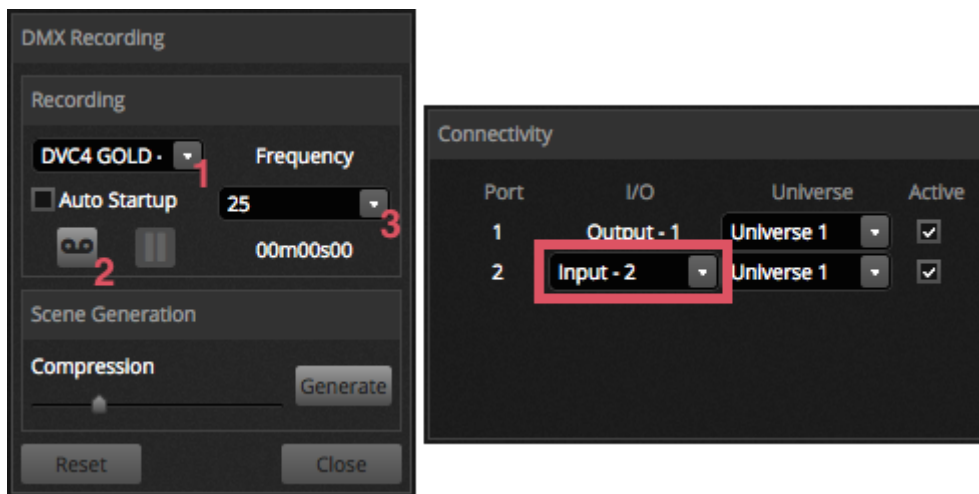 DMX Recording
Recording
DVC4 GOLD -
1
Frequency
Auto Startup
25
3
2
00m00s00
Scene Generation
Compression
Generate
Reset
Close
Connectivity
Port I/O Universe Active
1 Output - 1 Universe 1
2 Input - 2 Universe 1